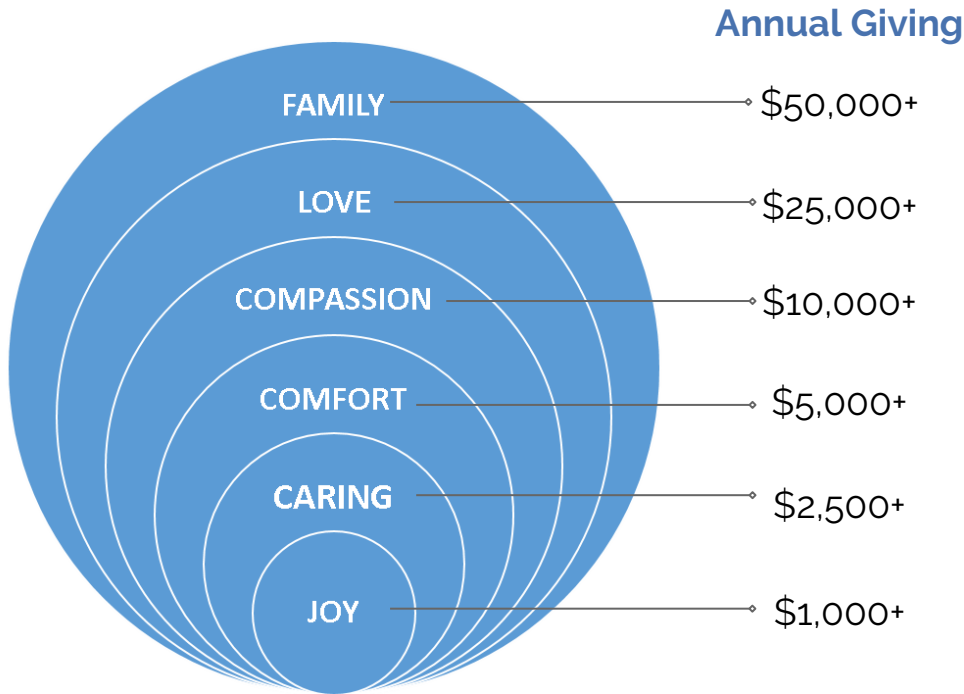 Annual Giving
FAMILY $50,000+
LOVE $25,000+
COMPASSION $10,000+
COMFORT $5,000+
CARING $2,500+
JOY $1,000+